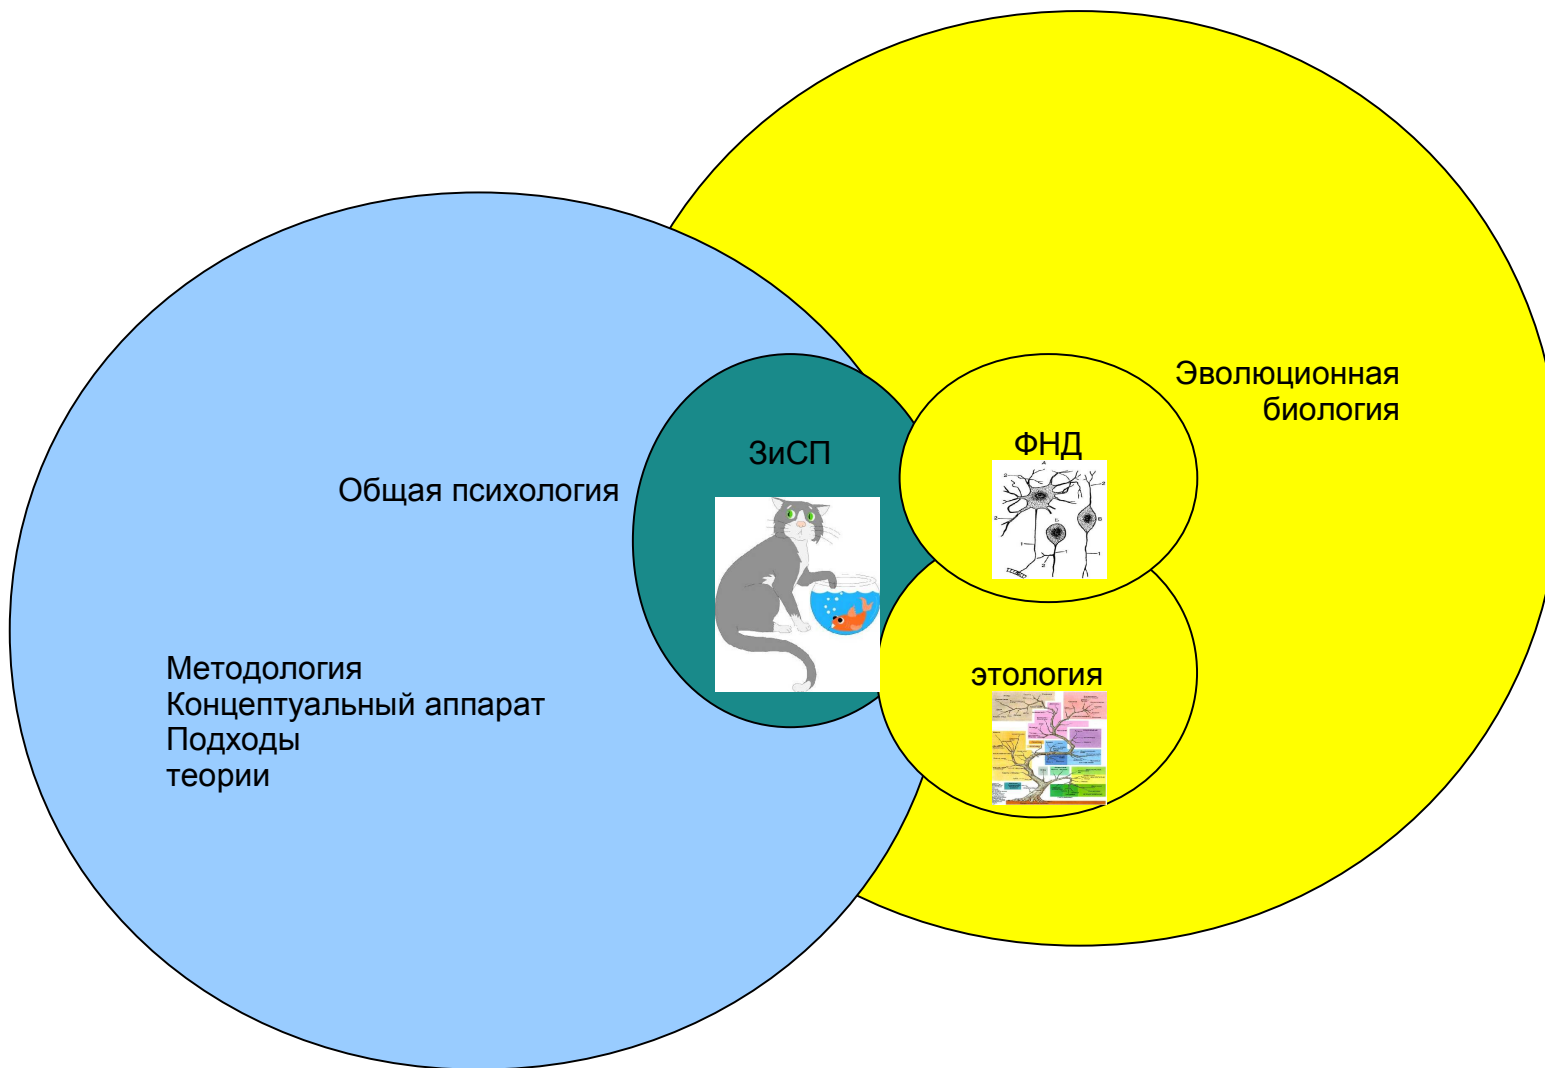 Эволюционная
биология
ФНД
ЗиСП
Общая психология
Методология
Концептуальный аппарат
Подходы
теории
этология